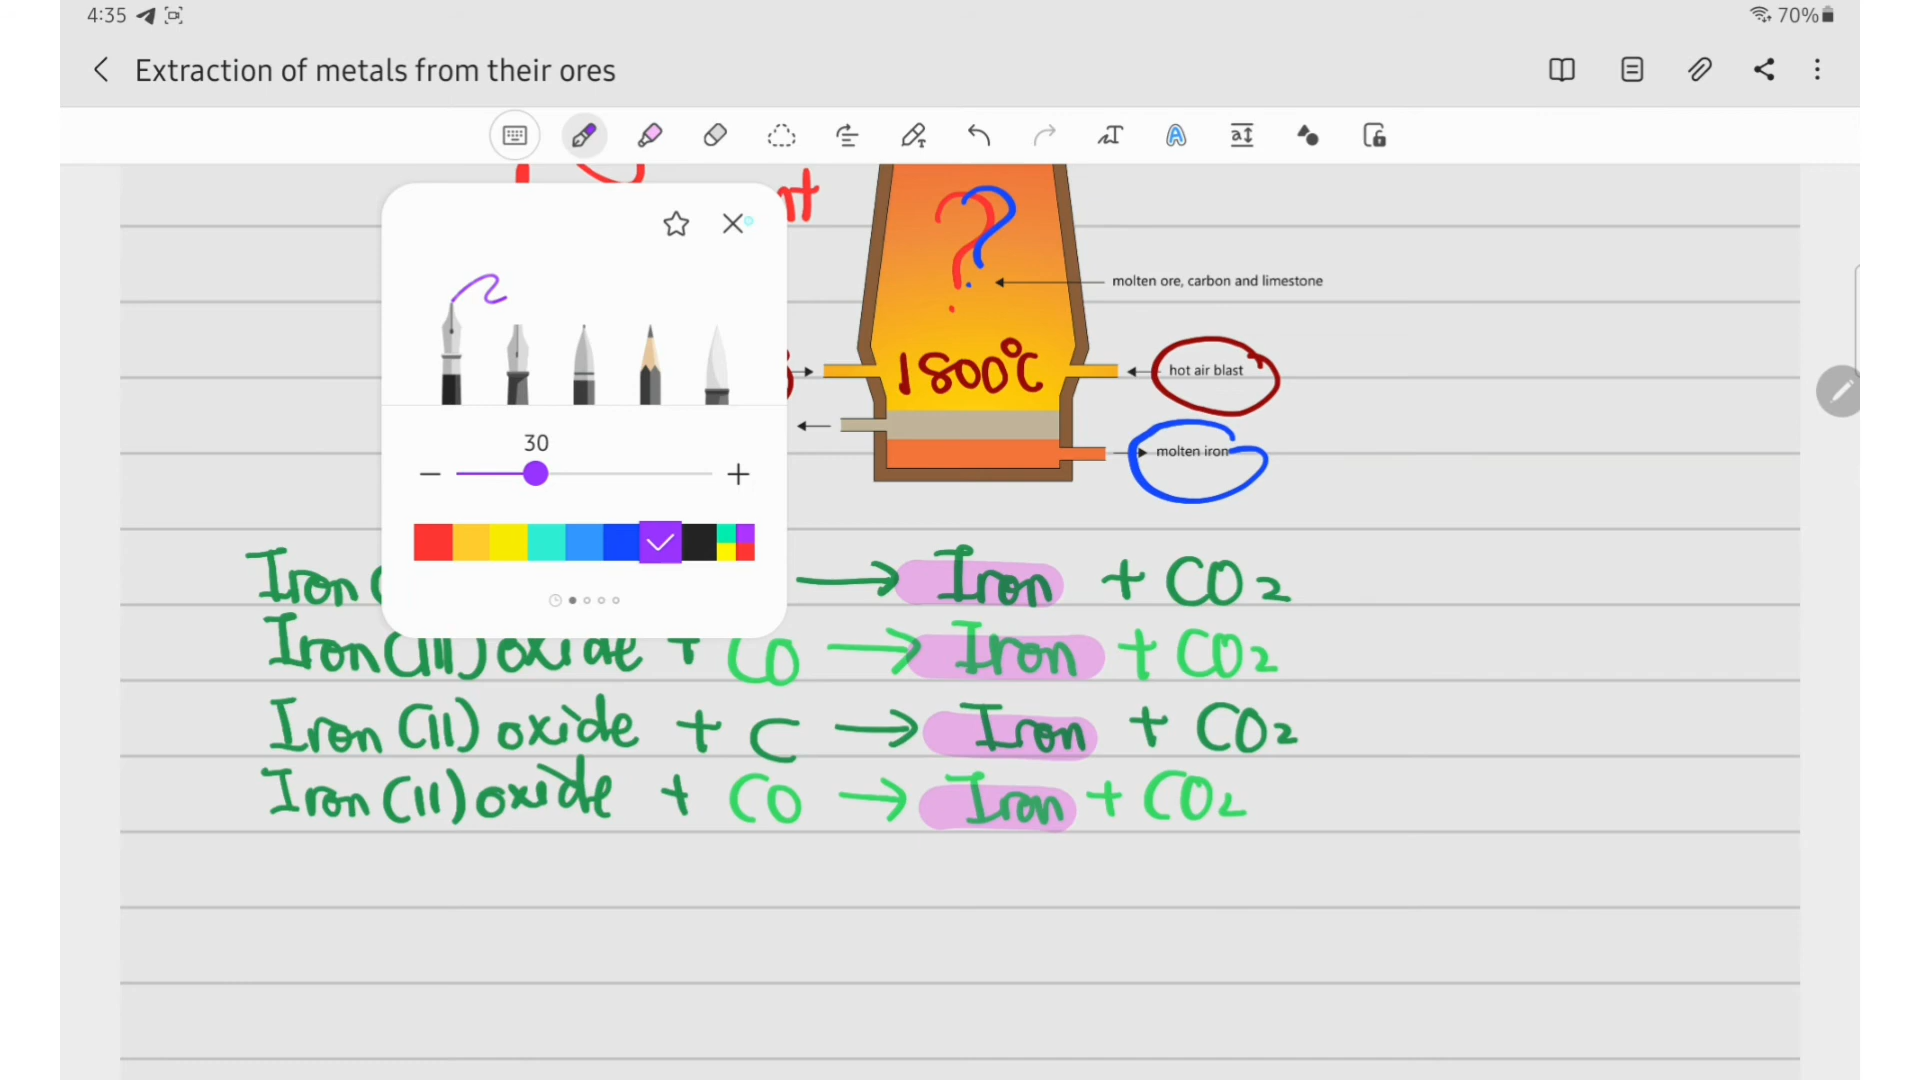 4:35 70%
Extraction of metals from their ores
nt
molten ore, carbon and limestone
1800°C
hot air blast
molten iron
30
Iron ( → Iron + CO2
Iron (III) oxide + CO → Iron + CO2
Iron (II) oxide + C → Iron + CO2
Iron (II) oxide + CO → Iron + CO2